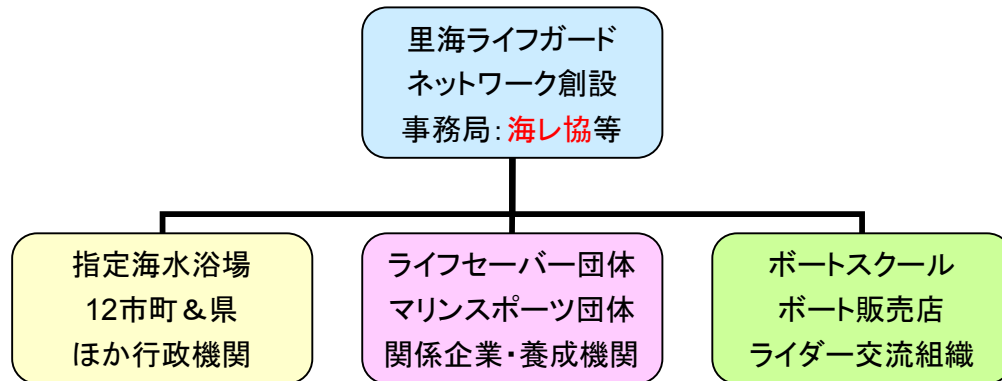 里海ライフガード
ネットワーク創設
事務局：海レ協等
指定海水浴場
12市町＆県
ほか行政機関
ライフセーバー団体
マリンスポーツ団体
関係企業・養成機関
ボートスクール
ボート販売店
ライダー交流組織